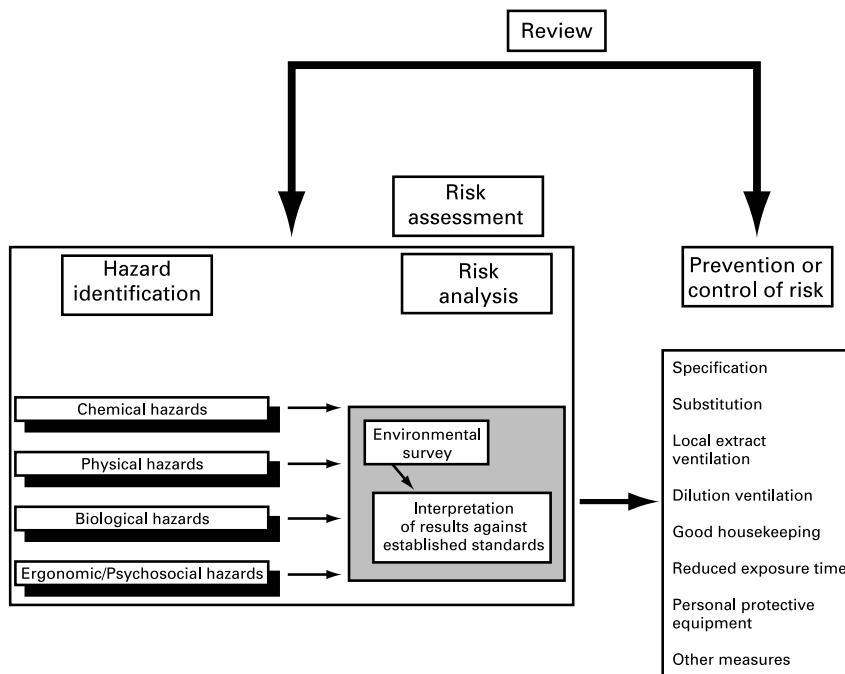 Review
Risk
assessment
Hazard
identification
Risk
analysis
Prevention or
control of risk
Chemical hazards
Physical hazards
Biological hazards
Ergonomic/Psychosocial hazards
Environmental
survey
Interpretation
of results against
established standards
Specification
Substitution
Local extract
ventilation
Dilution ventilation
Good housekeeping
Reduced exposure time
Personal protective
equipment
Other measures